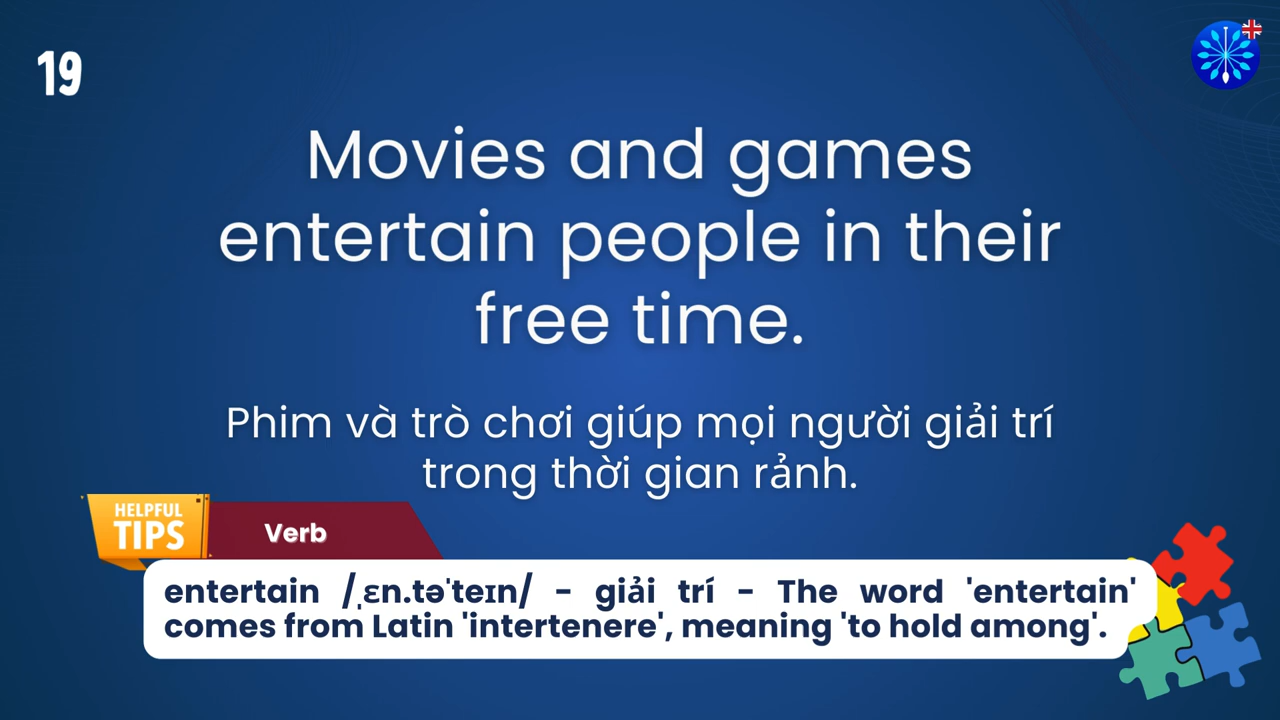 19
Movies and games
entertain people in their
free time.
Phim và trò chơi giúp mọi người giải trí
trong thời gian rảnh.
HELPFUL
TIPS
Verb
entertain /ˌɛn.təˈteɪn/ - giải trí - The word 'entertain'
comes from Latin 'intertenere', meaning 'to hold among'.